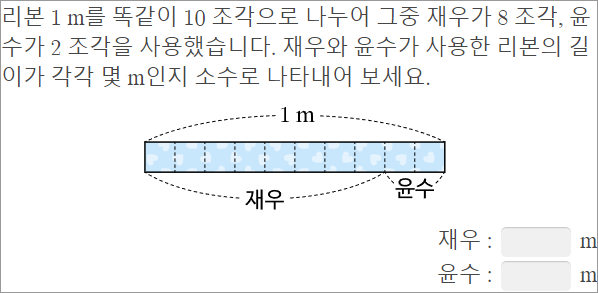 리본 1 m를 똑같이 10 조각으로 나누어 그중 재우가 8 조각, 윤
수가 2 조각을 사용했습니다. 재우와 윤수가 사용한 리본의 길
이가 각각 몇 m인지 소수로 나타내어 보세요.
1 m
재우
윤수
재우 : m
윤수 : m